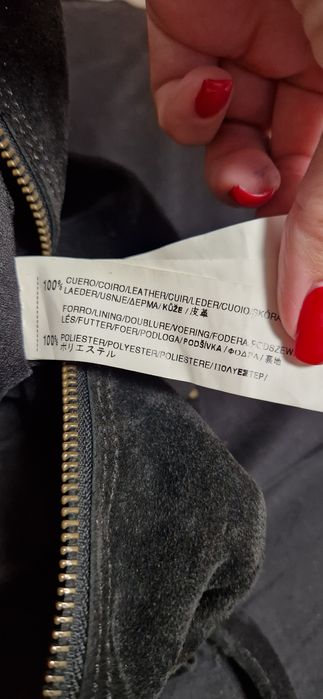 100% CUERO/COIRO/LEATHER/CUIR/LEDER/CUOIO/SKÓRA
LAEDER/USNJE/ΔΕΡΜΑ/KŮŽE /皮革
FORRO/LINING/DOUBLURE/VOERING/FODERA PODSZEW
LÉS/FUTTER/FOER/PODLOGA/PODŠÍVKA/ΦΟΔΡΑ/裏地
100% POLIESTER/POLYESTER/POLIESTERE/ΠΟΛΥΕΣΤΕΡ/
ポリエステル